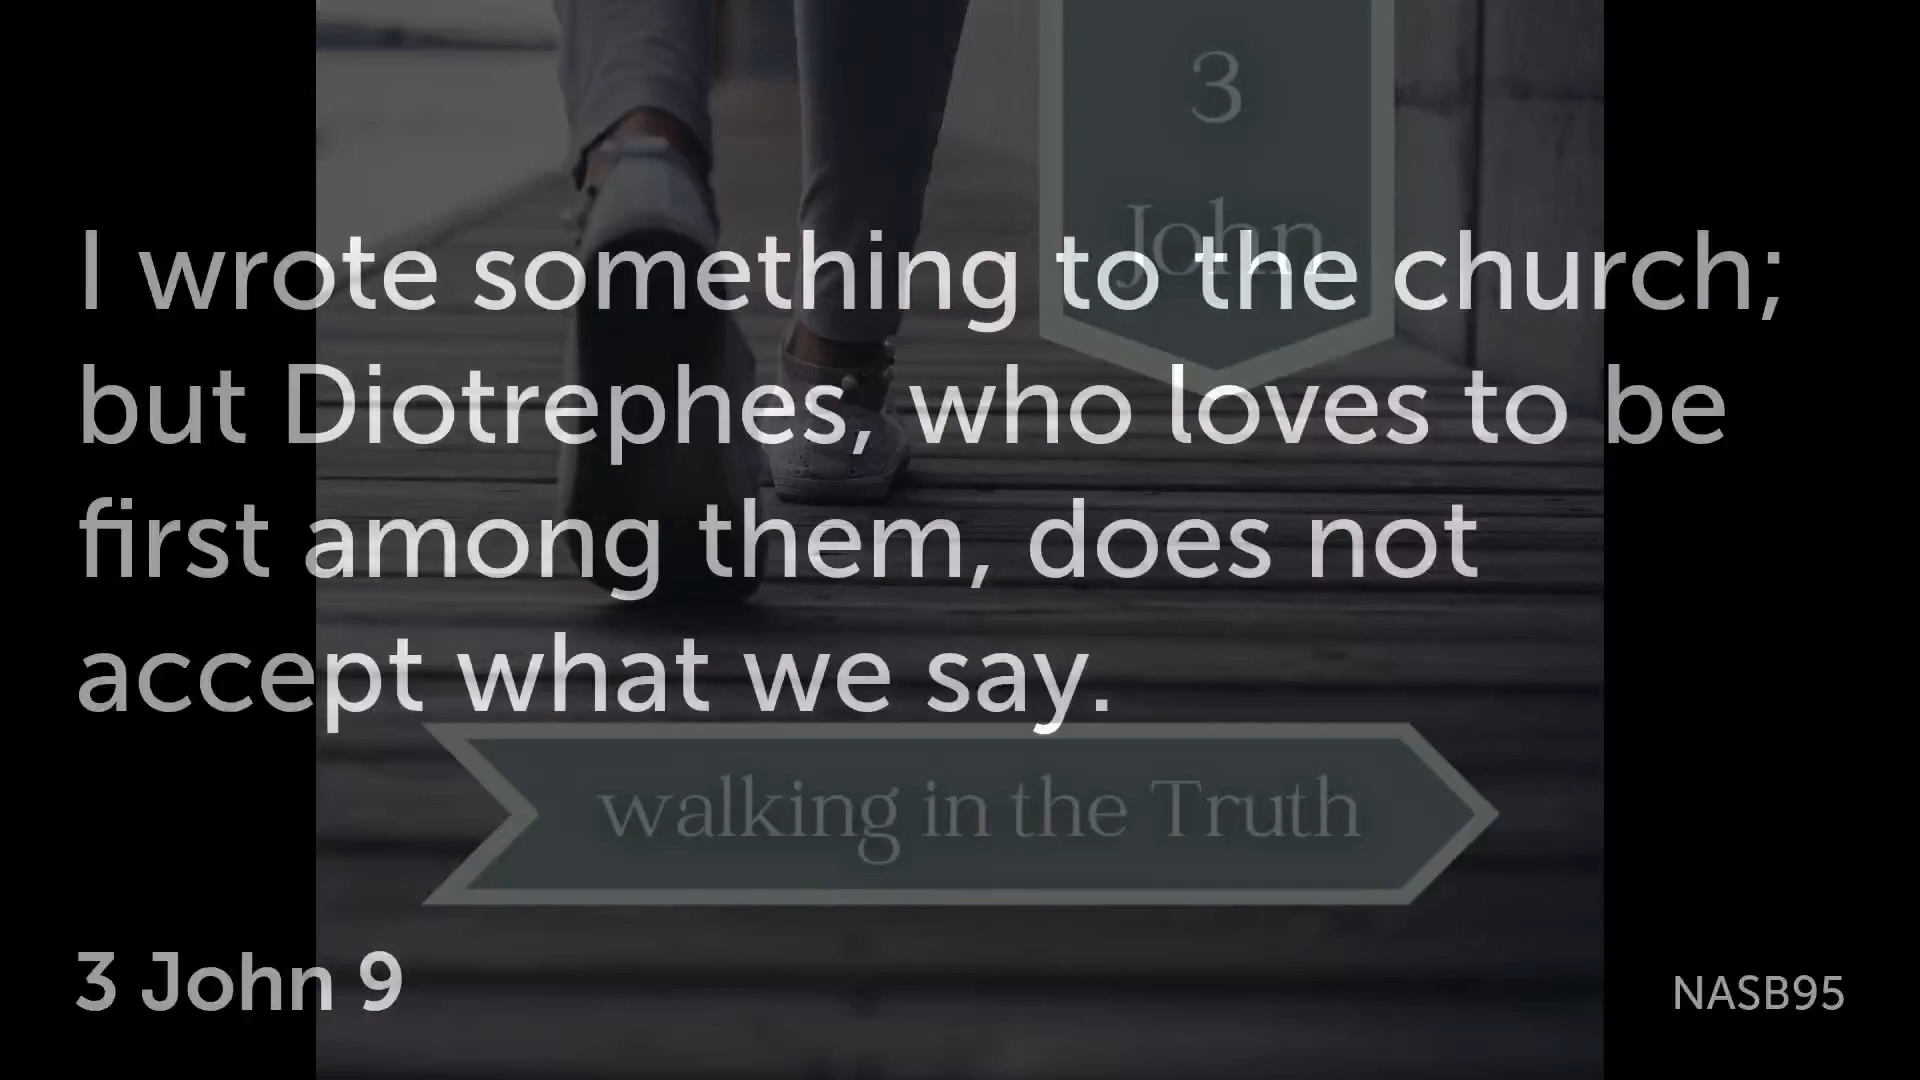 3
John
I wrote something to the church;
but Diotrephes, who loves to be
first among them, does not
accept what we say.
walking in the Truth
3 John 9
NASB95